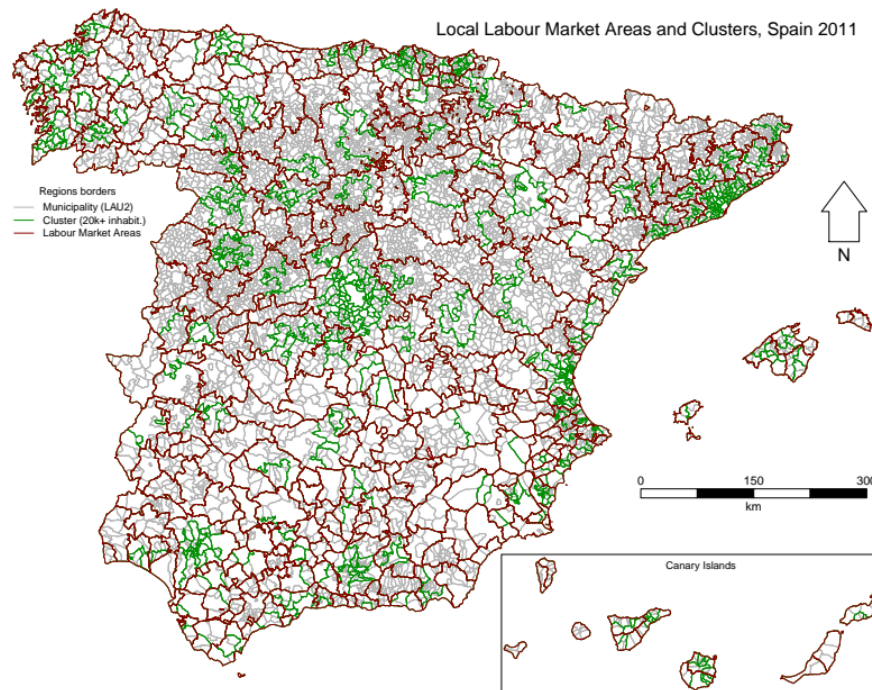 Local Labour Market Areas and Clusters, Spain 2011
Regions borders
Municipality (LAU2)
Cluster (20k+ inhabit.)
Labour Market Areas
N
0 150 300
km
Canary Islands